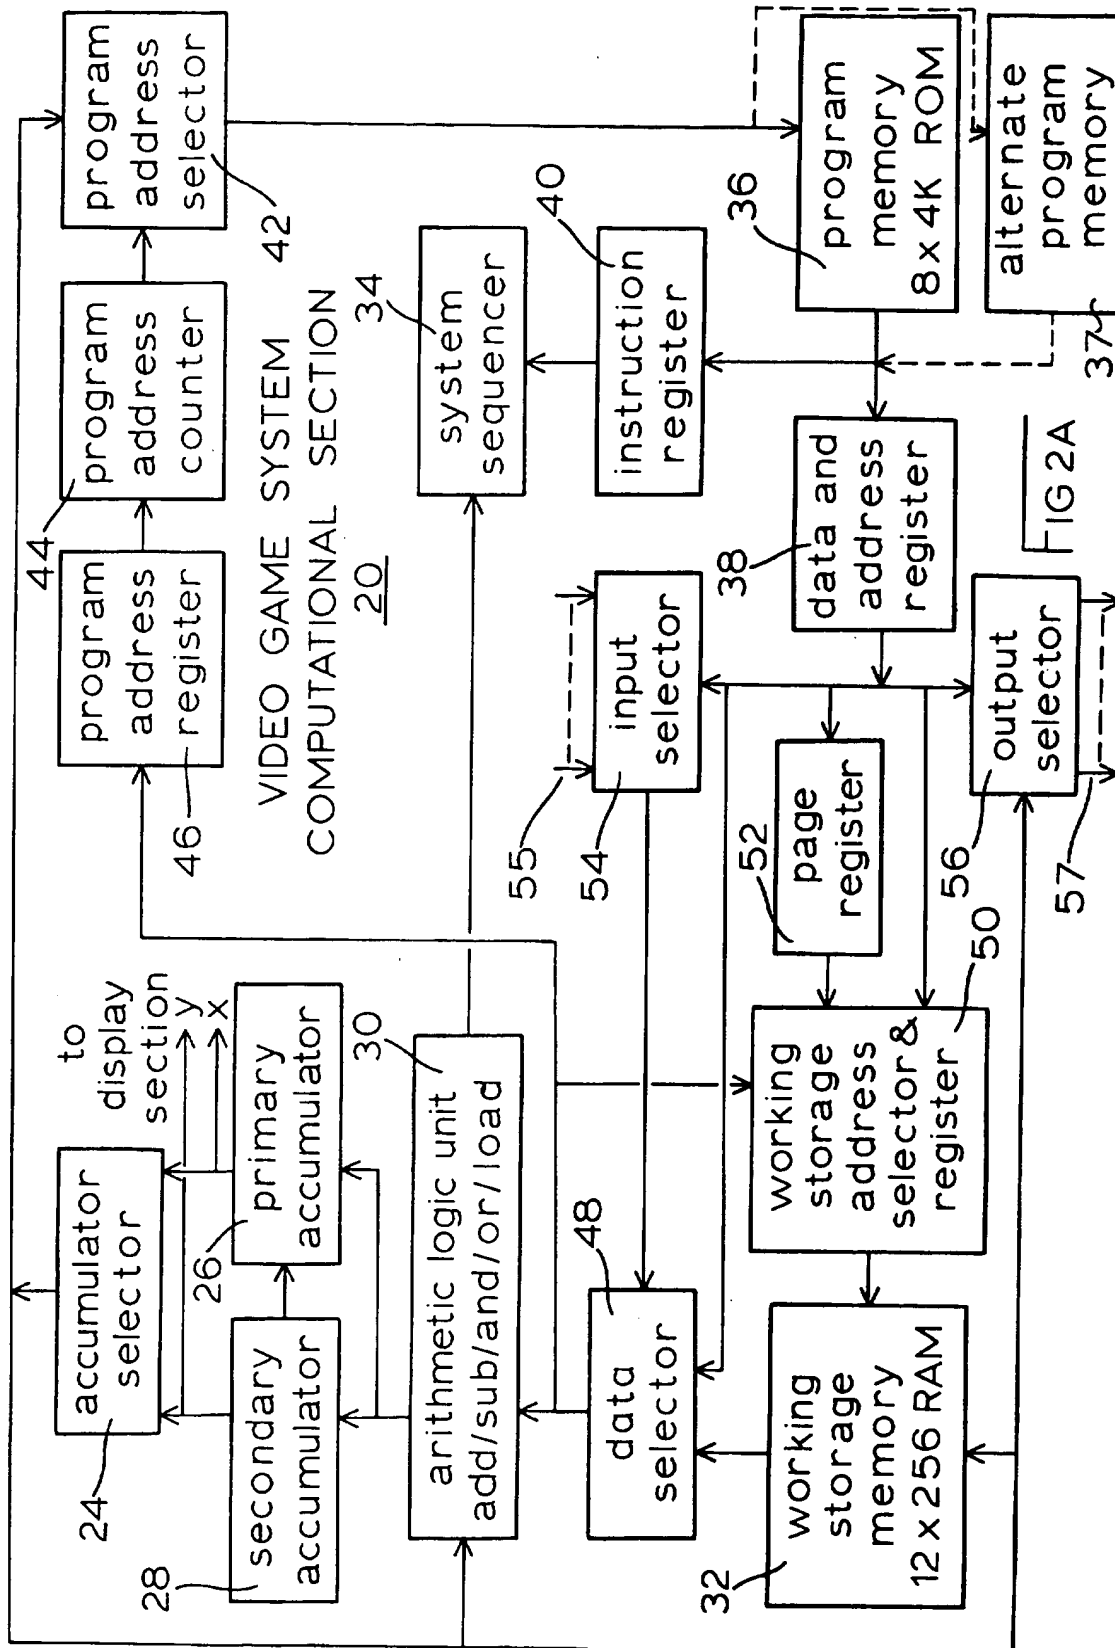 accumulator
selector
24
to
display
section
y
x
secondary
accumulator
28
primary
accumulator
26
arithmetic logic unit
add/sub/and/or/load
30
program
address
register
46
program
address
counter
44
program
address
selector
42
VIDEO GAME SYSTEM
COMPUTATIONAL SECTION
20
system
sequencer
34
instruction
register
40
data
selector
48
input
selector
54
55
working
storage
memory
12 x 256 RAM
32
working
storage
address
selector &
register
50
page
register
52
data and
address
register
38
program
memory
8 x 4K ROM
36
output
selector
56
57
alternate
program
memory
37
FIG 2A